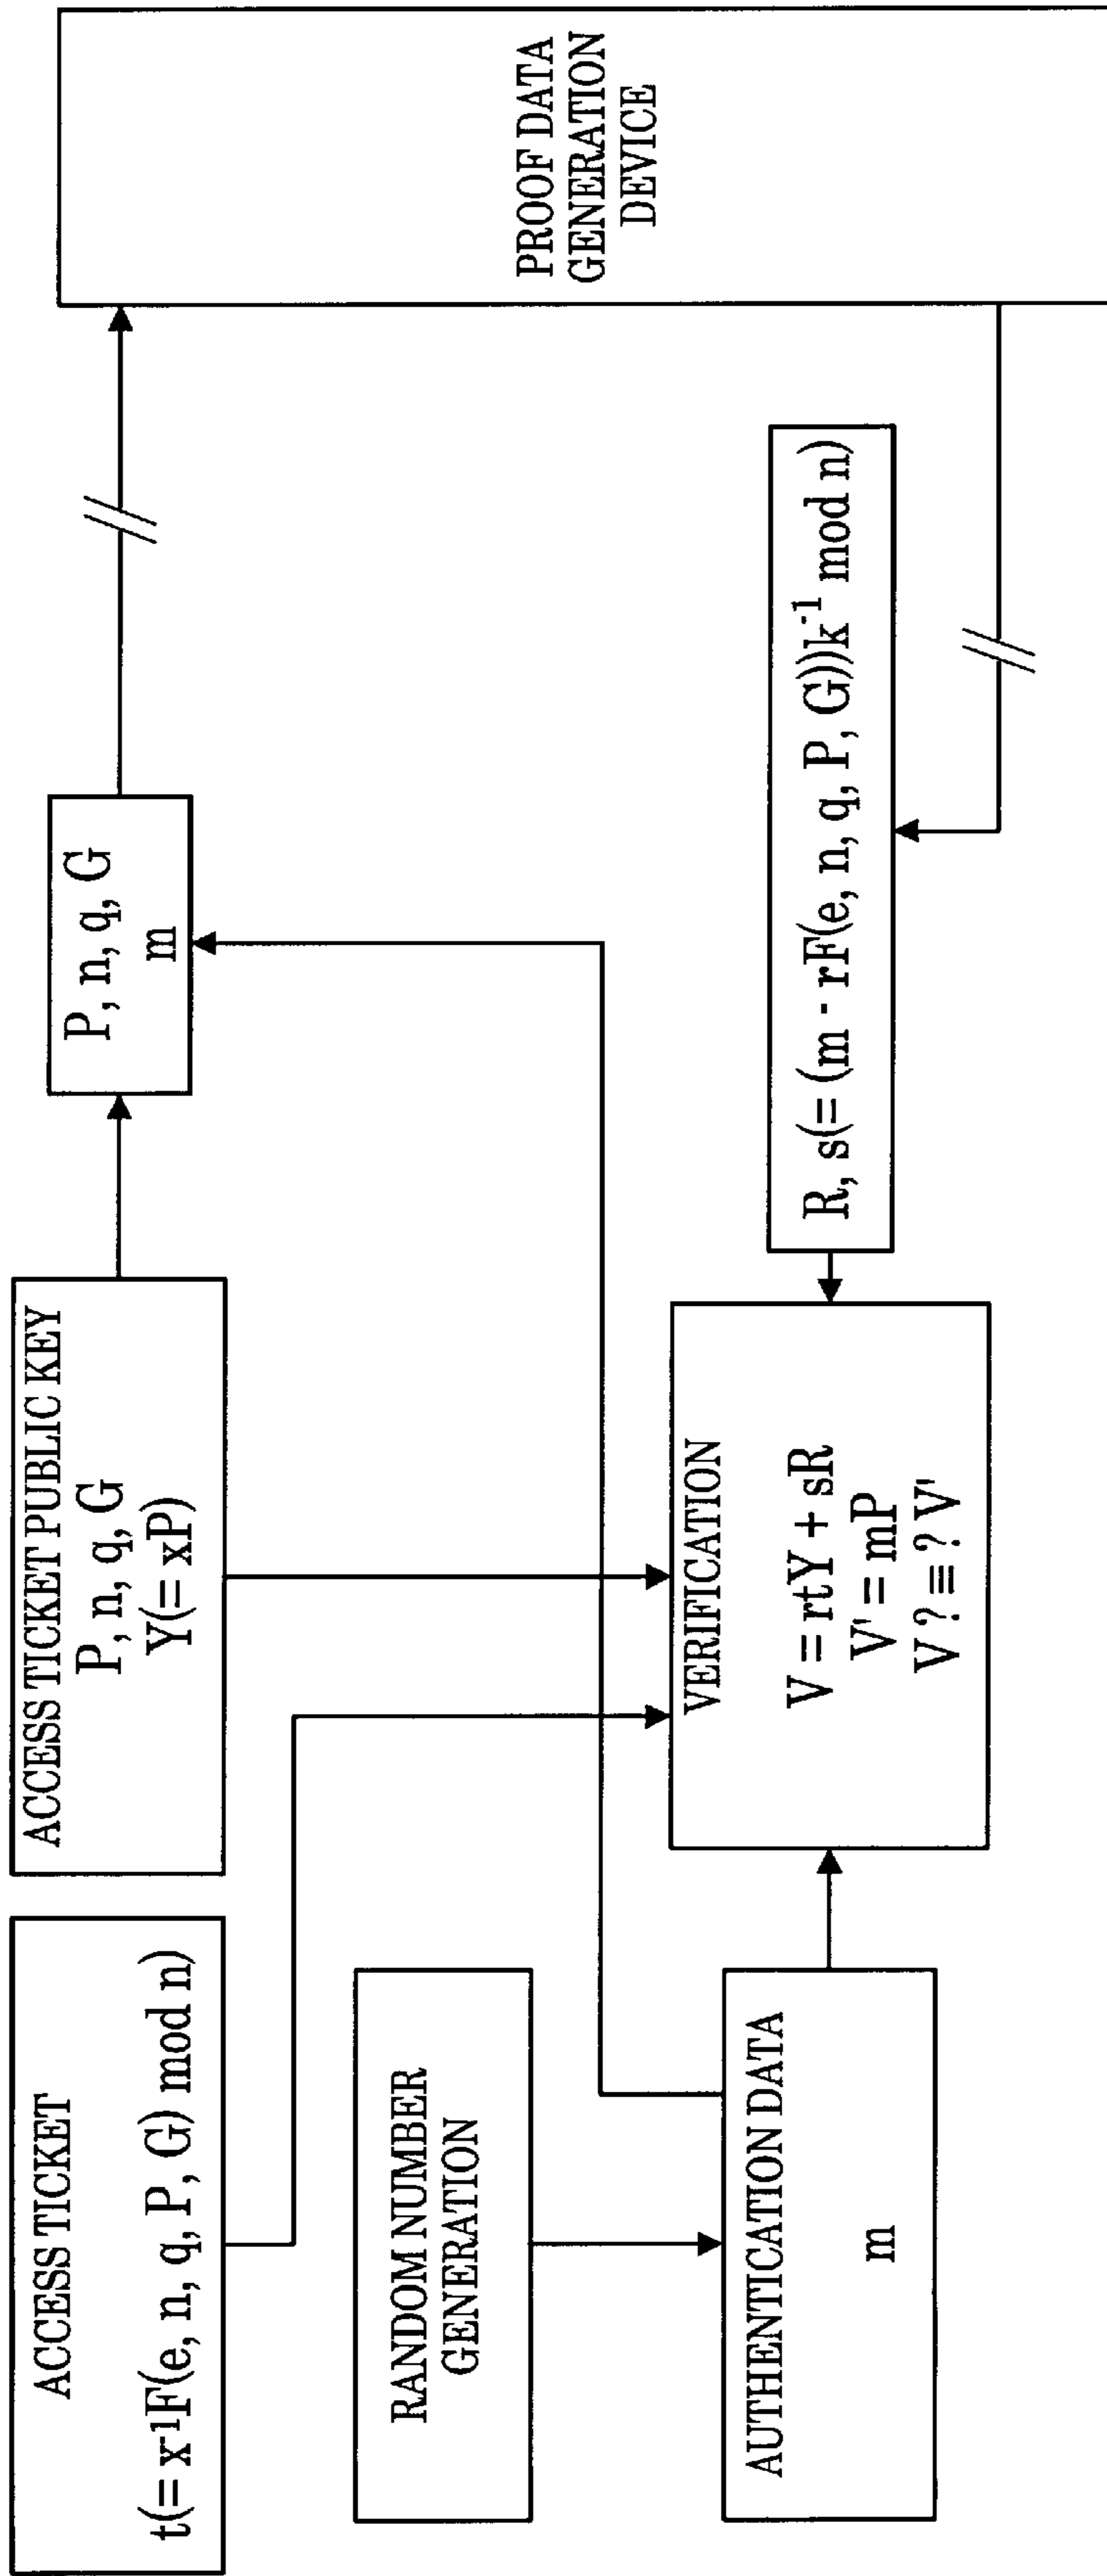 ACCESS TICKET
t(= x⁻¹F(e, n, q, P, G) mod n)
ACCESS TICKET PUBLIC KEY
P, n, q, G
Y(= xP)
P, n, q, G
m
PROOF DATA
GENERATION
DEVICE
RANDOM NUMBER
GENERATION
AUTHENTICATION DATA
m
VERIFICATION
V = rtY + sR
V' = mP
V ? ≡ ? V'
R, s(= (m - rF(e, n, q, P, G))k⁻¹ mod n)